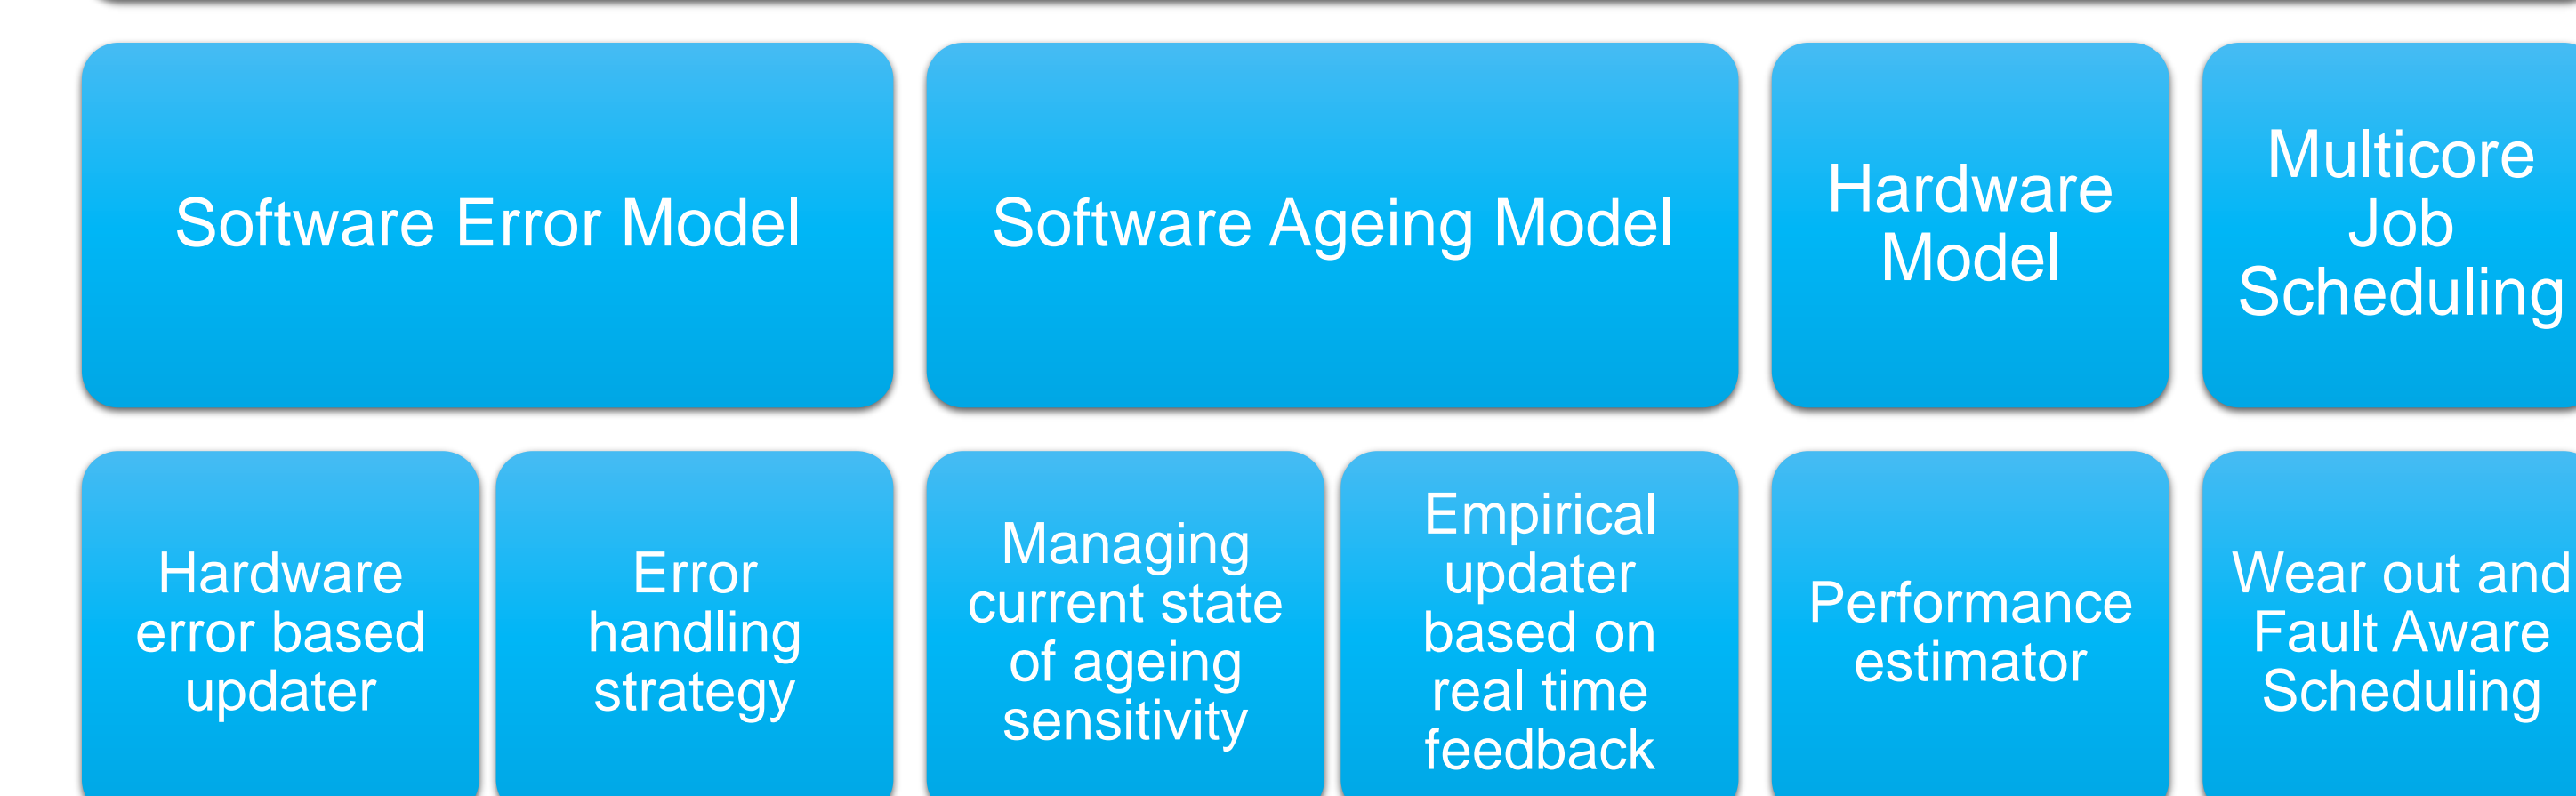 Software Error Model
Software Ageing Model
Hardware
Model
Multicore
Job
Scheduling
Hardware
error based
updater
Error
handling
strategy
Managing
current state
of ageing
sensitivity
Empirical
updater
based on
real time
feedback
Performance
estimator
Wear out and
Fault Aware
Scheduling